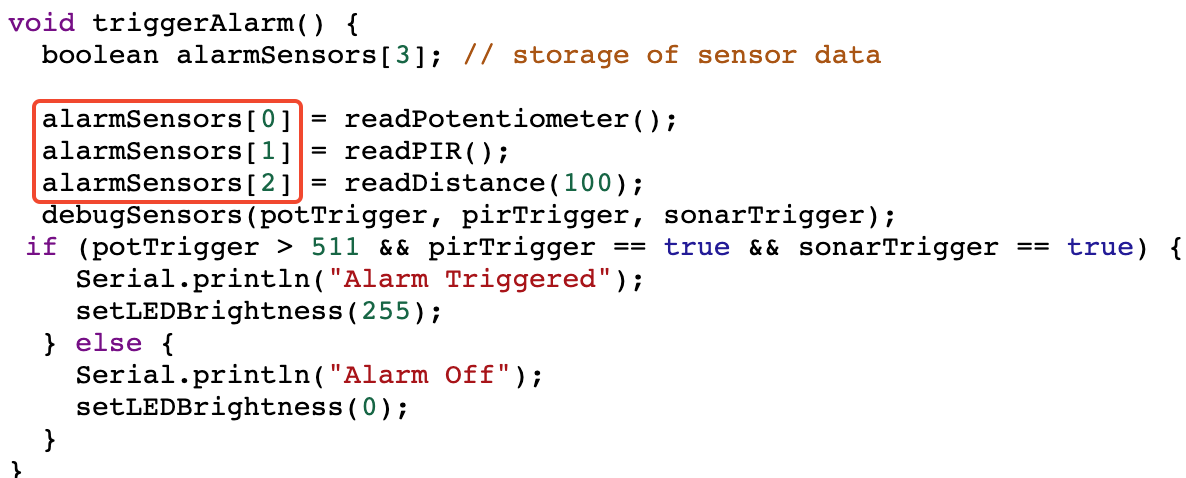 void triggerAlarm() {
  boolean alarmSensors[3]; // storage of sensor data

  alarmSensors[0] = readPotentiometer();
  alarmSensors[1] = readPIR();
  alarmSensors[2] = readDistance(100);
  debugSensors(potTrigger, pirTrigger, sonarTrigger);
 if (potTrigger > 511 && pirTrigger == true && sonarTrigger == true) {
    Serial.println("Alarm Triggered");
    setLEDBrightness(255);
  } else {
    Serial.println("Alarm Off");
    setLEDBrightness(0);
  }
}